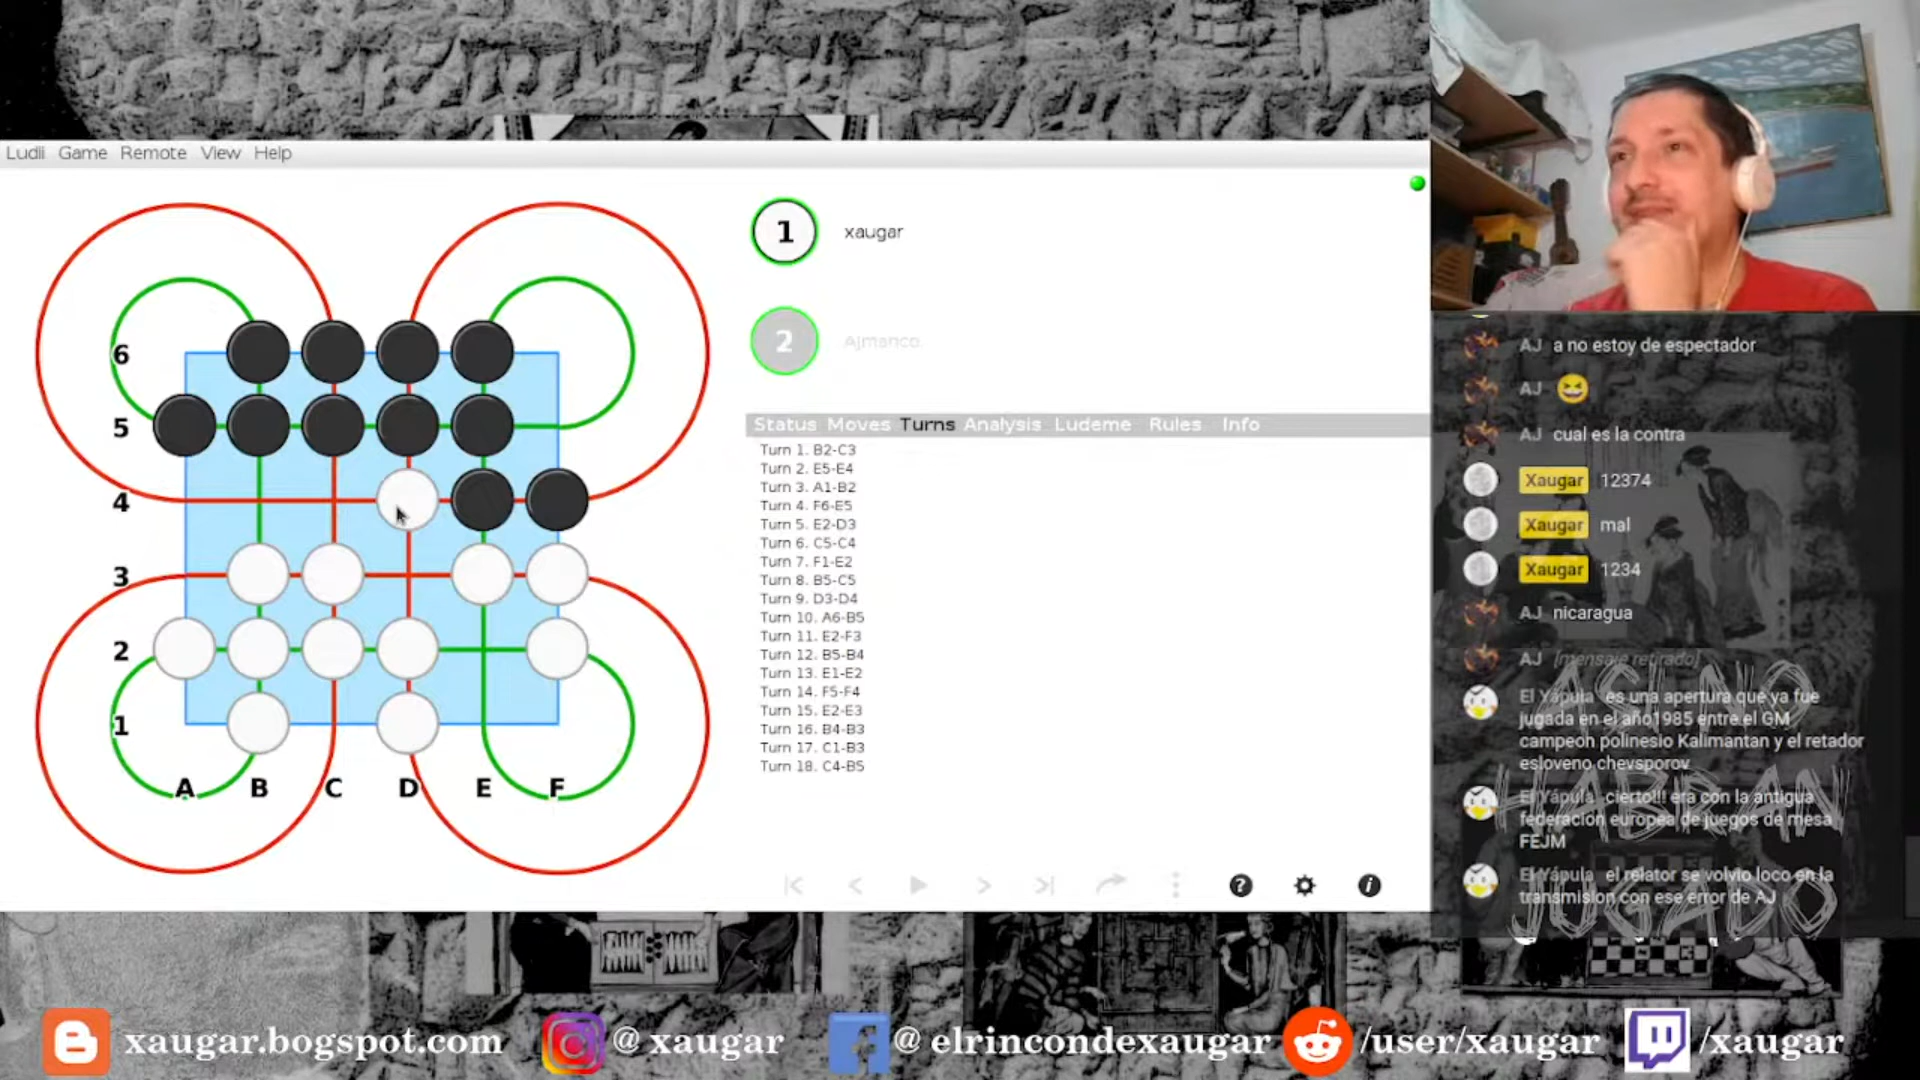 Ludii Game Remote View Help
1 xaugar
2 Ajmanco
6
5
4
3
2
1
A B C D E F
Status Moves Turns Analysis Ludeme Rules Info
Turn 1. B2-C3
Turn 2. E5-E4
Turn 3. A1-B2
Turn 4. F6-E5
Turn 5. E2-D3
Turn 6. C5-C4
Turn 7. F1-E2
Turn 8. B5-C5
Turn 9. D3-D4
Turn 10. A6-B5
Turn 11. E2-F3
Turn 12. B5-B4
Turn 13. E1-E2
Turn 14. F5-F4
Turn 15. E2-E3
Turn 16. B4-B3
Turn 17. C1-B3
Turn 18. C4-B5
AJ a no estoy de espectador
AJ
AJ cual es la contra
Xaugar 12374
Xaugar mal
Xaugar 1234
AJ nicaragua
AJ [mensaje retirado]
El Yápula es una apertura que ya fue
jugada en el año1985 entre el GM
campeon polinesio Kalimantan y el retador
esloveno chevsporov
El Yápula cierto!!! era con la antigua
federacion europea de juegos de mesa
FEJM
El Yápula el relator se volvio loco en la
transmision con ese error de AJ
ASI NO
HABRAN
JUGADO
xaugar.bogspot.com
@ xaugar
@ elrincondexaugar
/user/xaugar
/xaugar